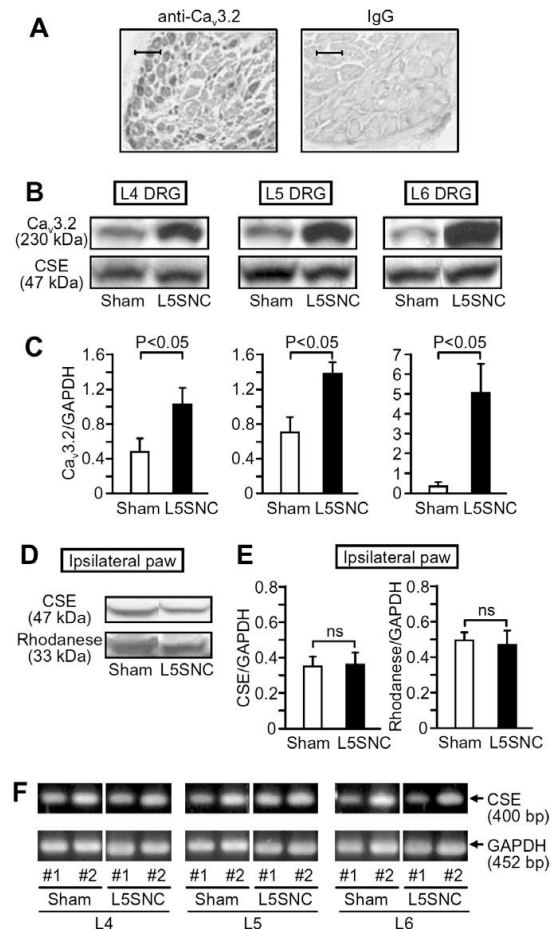 A
anti-Cav3.2 IgG
B
L4 DRG L5 DRG L6 DRG
Cav3.2
(230 kDa)
CSE
(47 kDa)
Sham L5SNC Sham L5SNC Sham L5SNC
C
P<0.05 P<0.05 P<0.05
Cav3.2/GAPDH
1.6 1.6 7
6
1.2 1.2 5
4
0.8 0.8 3
0.4 0.4 2
1
0 0 0
Sham L5SNC Sham L5SNC Sham L5SNC
D Ipsilateral paw
CSE
(47 kDa)
Rhodanese
(33 kDa)
Sham L5SNC
E Ipsilateral paw
CSE/GAPDH
0.8
0.6
0.4
0.2
0
ns
Sham L5SNC
Rhodanese/GAPDH
0.8
0.6
0.4
0.2
0
ns
Sham L5SNC
F
CSE
(400 bp)
GAPDH
(452 bp)
#1 #2 #1 #2 #1 #2 #1 #2 #1 #2 #1 #2
Sham L5SNC Sham L5SNC Sham L5SNC
L4 L5 L6